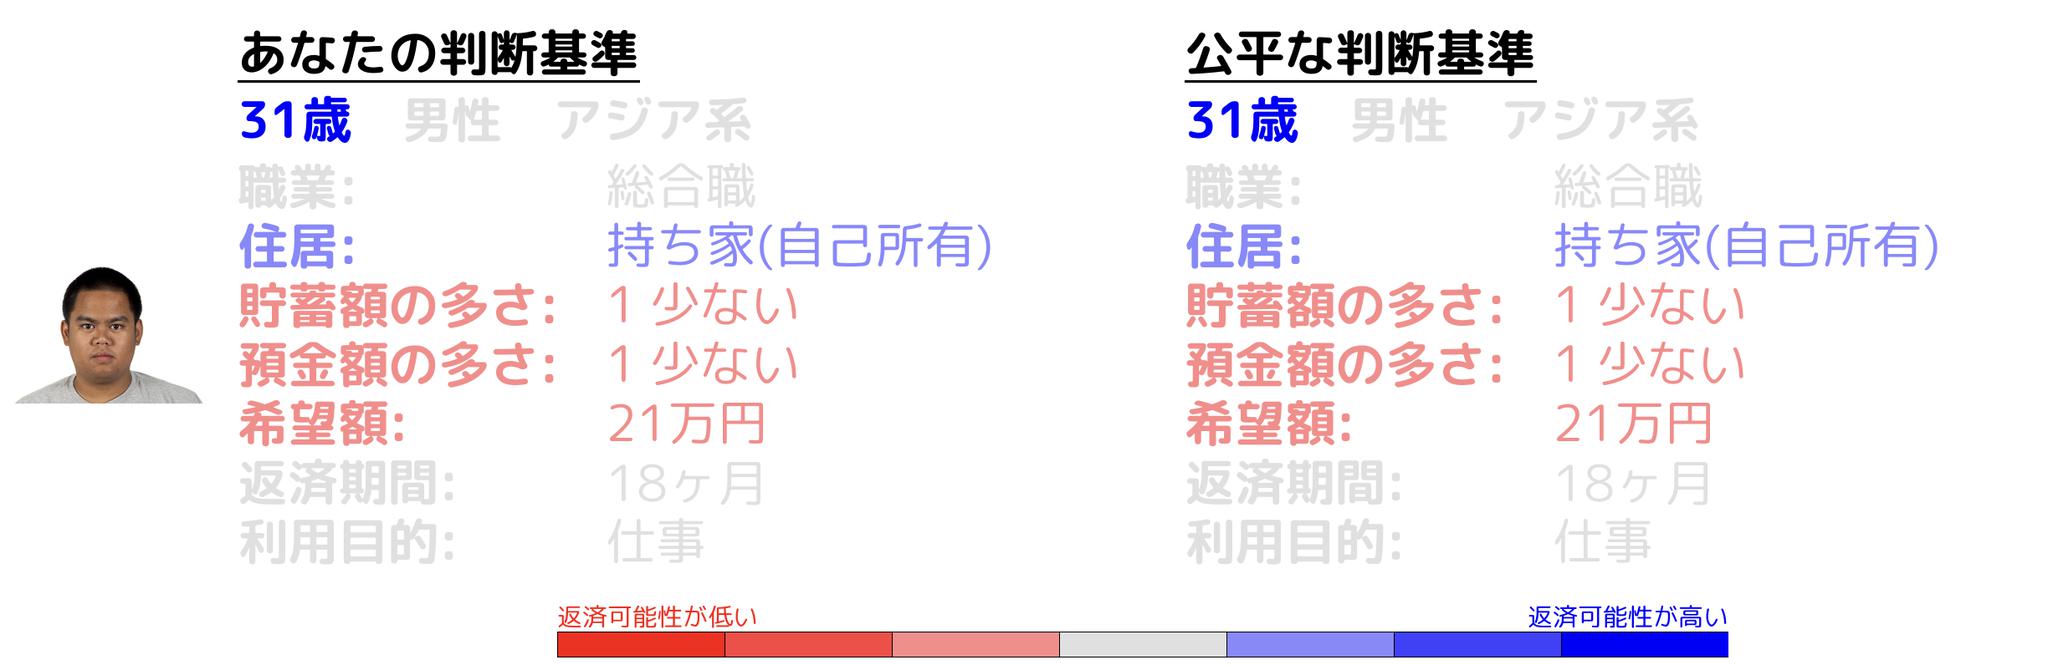 あなたの判断基準
31歳 男性 アジア系
職業: 総合職
住居: 持ち家(自己所有)
貯蓄額の多さ: 1 少ない
預金額の多さ: 1 少ない
希望額: 21万円
返済期間: 18ヶ月
利用目的: 仕事
公平な判断基準
31歳 男性 アジア系
職業: 総合職
住居: 持ち家(自己所有)
貯蓄額の多さ: 1 少ない
預金額の多さ: 1 少ない
希望額: 21万円
返済期間: 18ヶ月
利用目的: 仕事
返済可能性が低い
返済可能性が高い